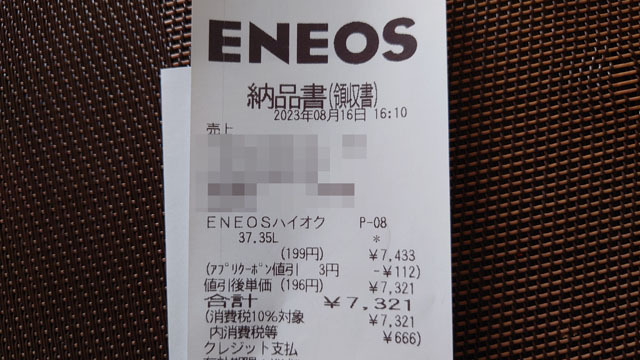 ENEOS
納品書(領収書)
2023年08月16日 16:10
売上
ENEOSハイオク P-08
37.35L *
(199円) ¥7,433
(アプリクーポン値引 3円 -¥112)
値引後単価 (196円) ¥7,321
合計 ¥7,321
(消費税10%対象 ¥7,321
内消費税等 ¥666)
クレジット支払